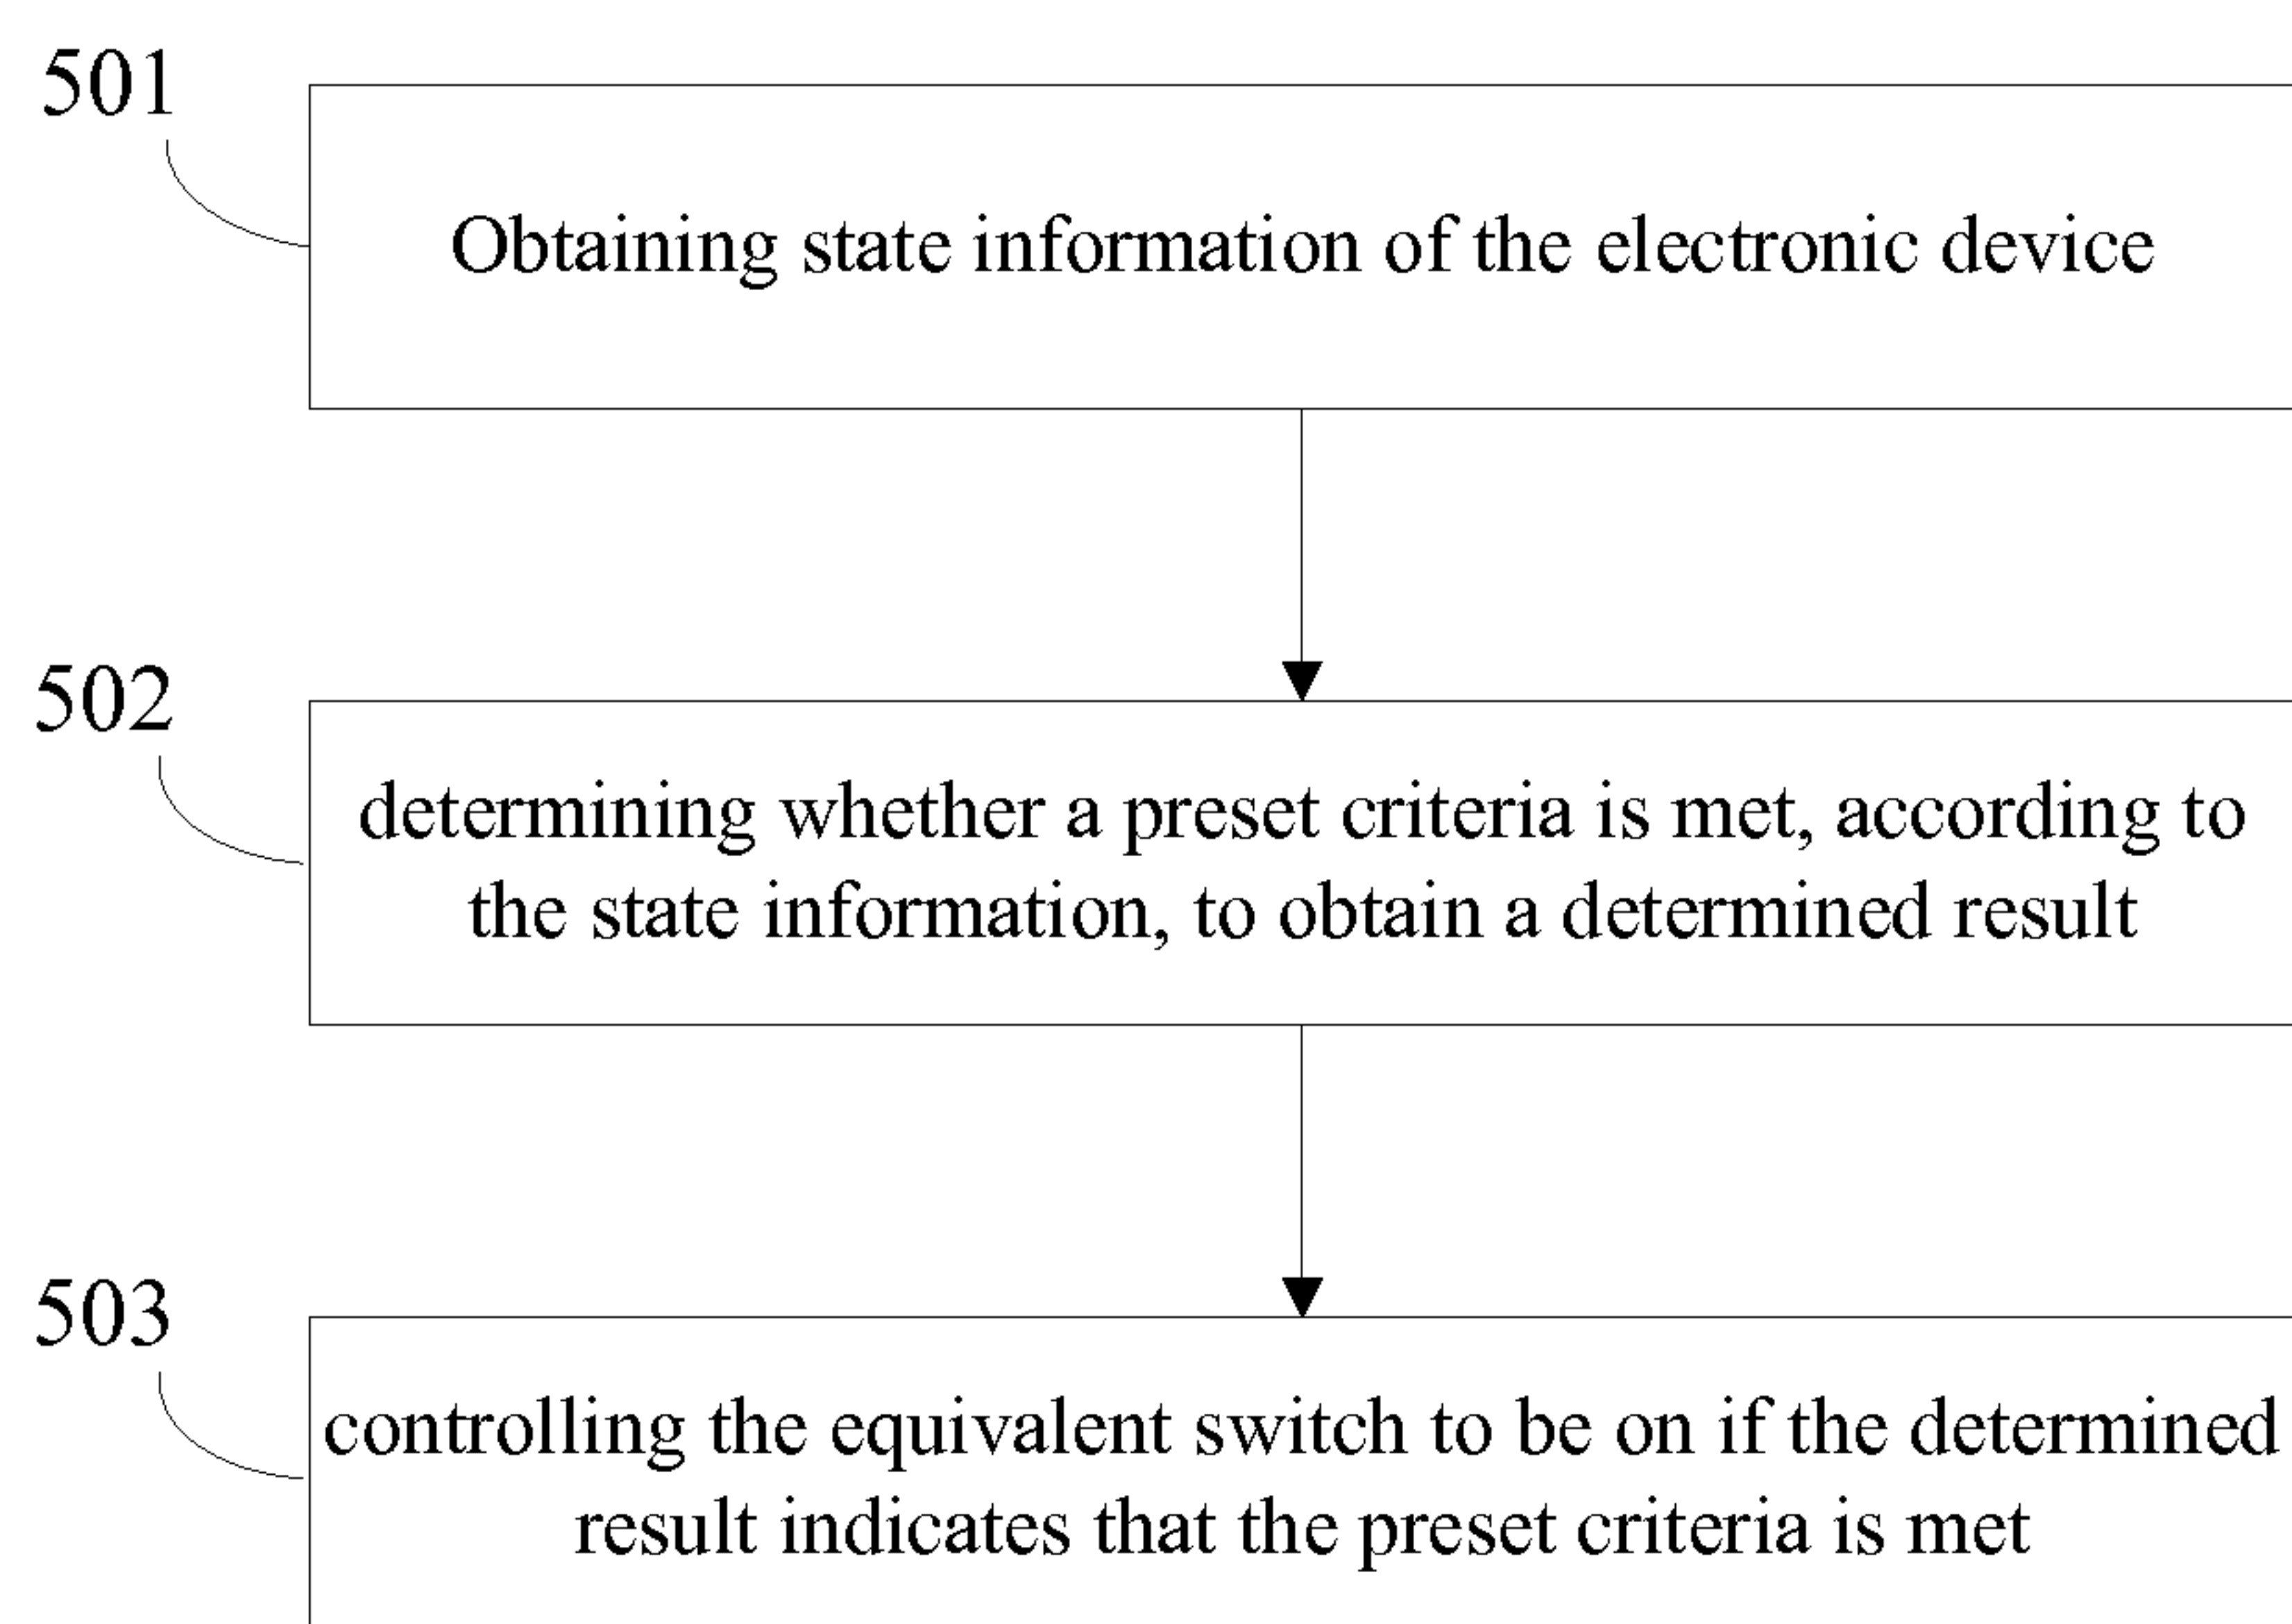 501
Obtaining state information of the electronic device
502
determining whether a preset criteria is met, according to
the state information, to obtain a determined result
503
controlling the equivalent switch to be on if the determined
result indicates that the preset criteria is met